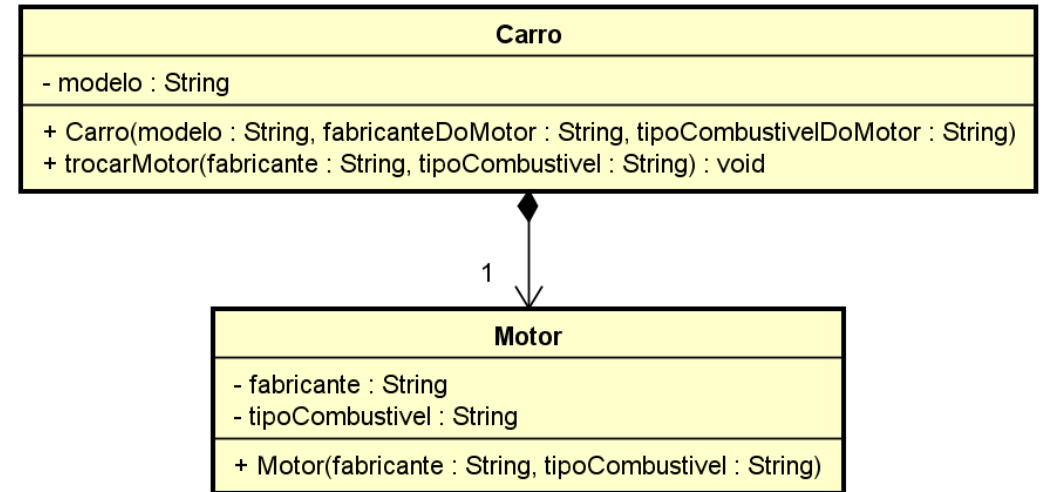 Carro
- modelo : String
+ Carro(modelo : String, fabricanteDoMotor : String, tipoCombustivelDoMotor : String)
+ trocarMotor(fabricante : String, tipoCombustivel : String) : void
1
Motor
- fabricante : String
- tipoCombustivel : String
+ Motor(fabricante : String, tipoCombustivel : String)